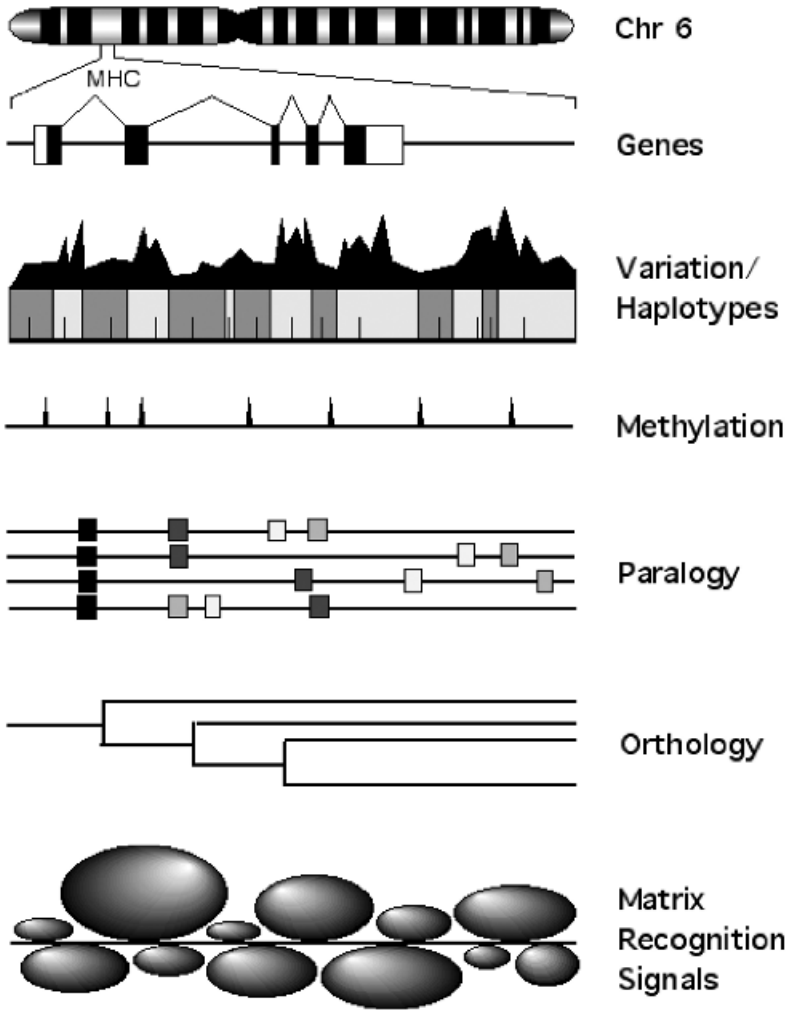 Chr 6
MHC
Genes
Variation/
Haplotypes
Methylation
Paralogy
Orthology
Matrix
Recognition
Signals